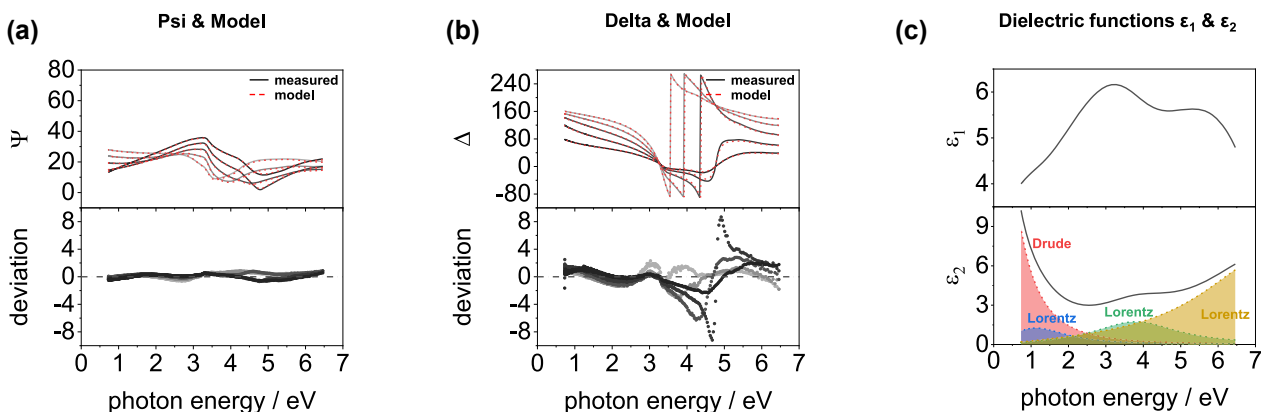 Psi & Model
Delta & Model
Dielectric functions ε₁ & ε₂
(a)
(b)
(c)
80
60
40
20
0
Ψ
measured
model
8
4
0
-4
-8
deviation
0 1 2 3 4 5 6 7
photon energy / eV
240
160
80
0
-80
Δ
measured
model
8
4
0
-4
-8
deviation
0 1 2 3 4 5 6 7
photon energy / eV
6
5
4
ε₁
9
6
3
0
ε₂
Drude
Lorentz
Lorentz
Lorentz
0 1 2 3 4 5 6 7
photon energy / eV